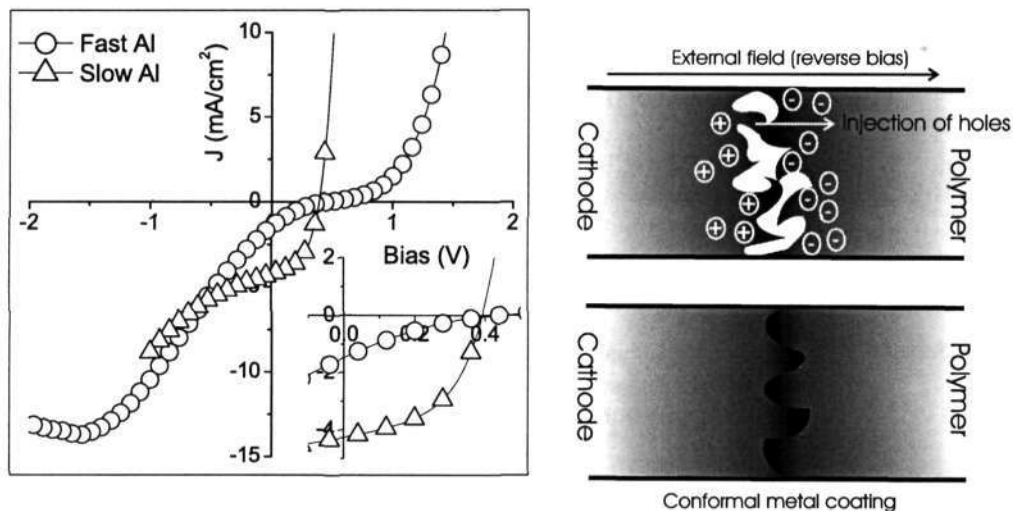 Fast Al
Slow Al
J (mA/cm²)
10
5
0
-5
-10
-15
-2
-1
1
2
Bias (V)
2
0
-2
-4
0.0
0.2
0.4
External field (reverse bias)
Cathode
Injection of holes
Polymer
Cathode
Polymer
Conformal metal coating